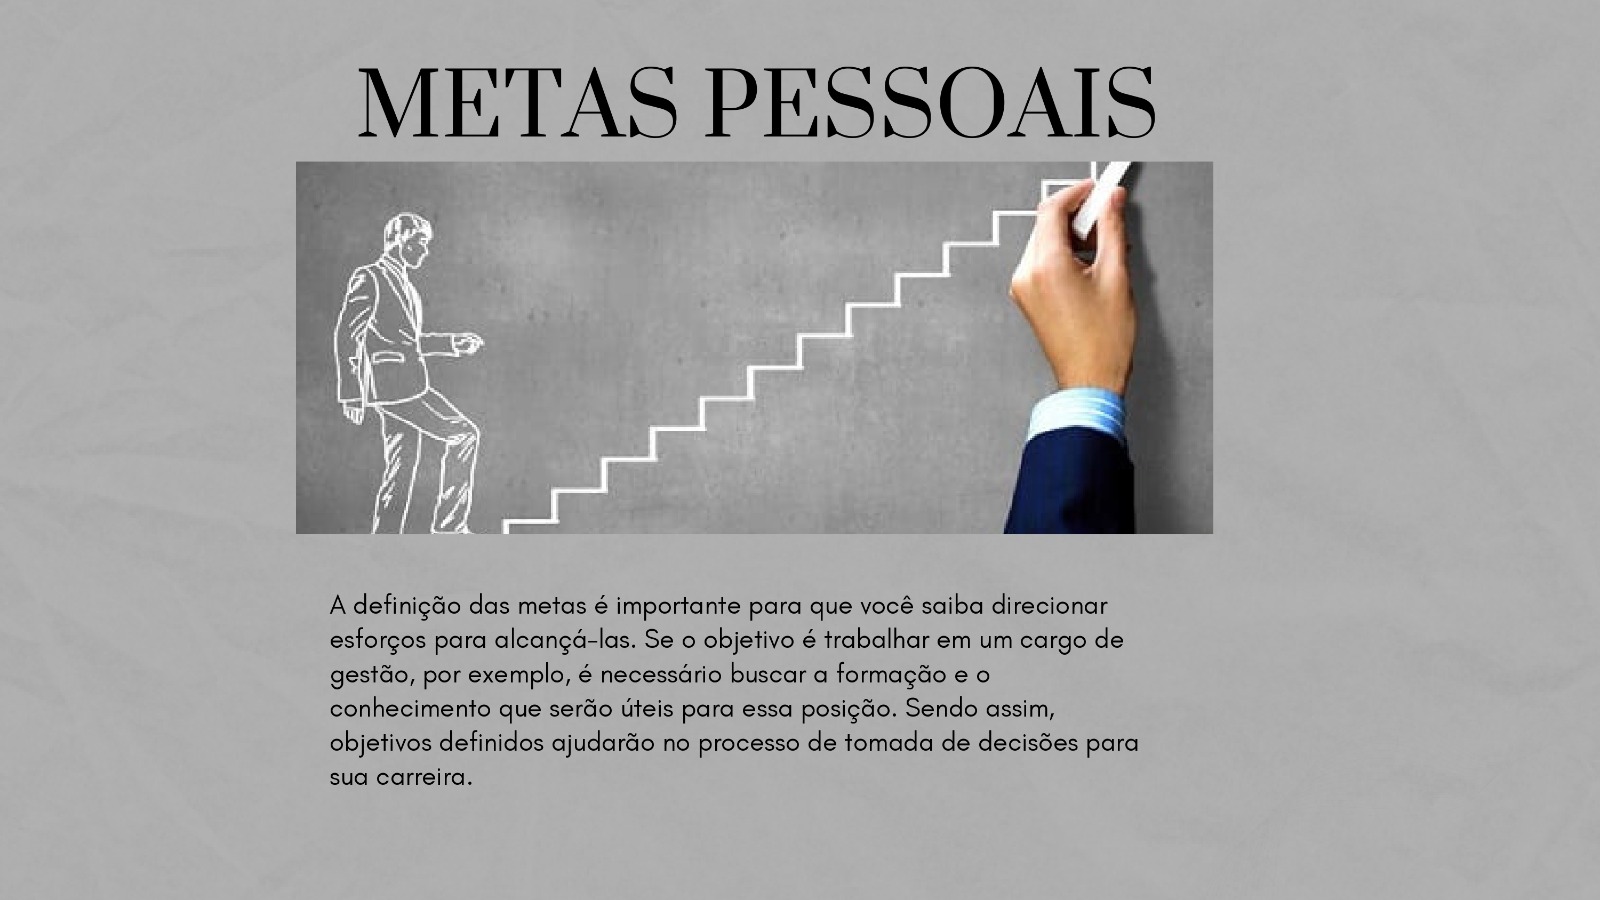 METAS PESSOAIS
A definição das metas é importante para que você saiba direcionar
esforços para alcançá-las. Se o objetivo é trabalhar em um cargo de
gestão, por exemplo, é necessário buscar a formação e o
conhecimento que serão úteis para essa posição. Sendo assim,
objetivos definidos ajudarão no processo de tomada de decisões para
sua carreira.